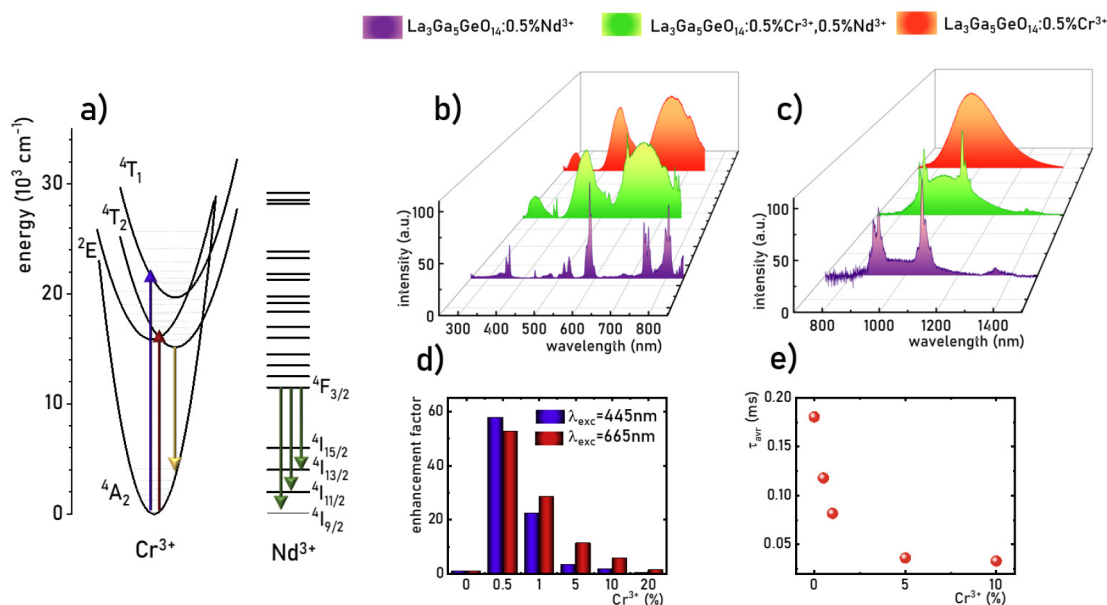 La₃Ga₅GeO₁₄:0.5%Nd³⁺ La₃Ga₅GeO₁₄:0.5%Cr³⁺,0.5%Nd³⁺ La₃Ga₅GeO₁₄:0.5%Cr³⁺
a)
energy (10³ cm⁻¹)
30
20
10
0
⁴T₁
⁴T₂
²E
⁴A₂
Cr³⁺
⁴F₃/₂
⁴I₁₅/₂
⁴I₁₃/₂
⁴I₁₁/₂
⁴I₉/₂
Nd³⁺
b)
intensity (a.u.)
100
50
0
300 400 500 600 700 800
wavelength (nm)
c)
intensity (a.u.)
100
50
0
800 1000 1200 1400
wavelength (nm)
d)
enhancement factor
60
40
20
0
λexc=445nm
λexc=665nm
0 0.5 1 5 10 20
Cr³⁺ (%)
e)
τavr (ms)
0.20
0.15
0.10
0.05
0 5 10
Cr³⁺ (%)